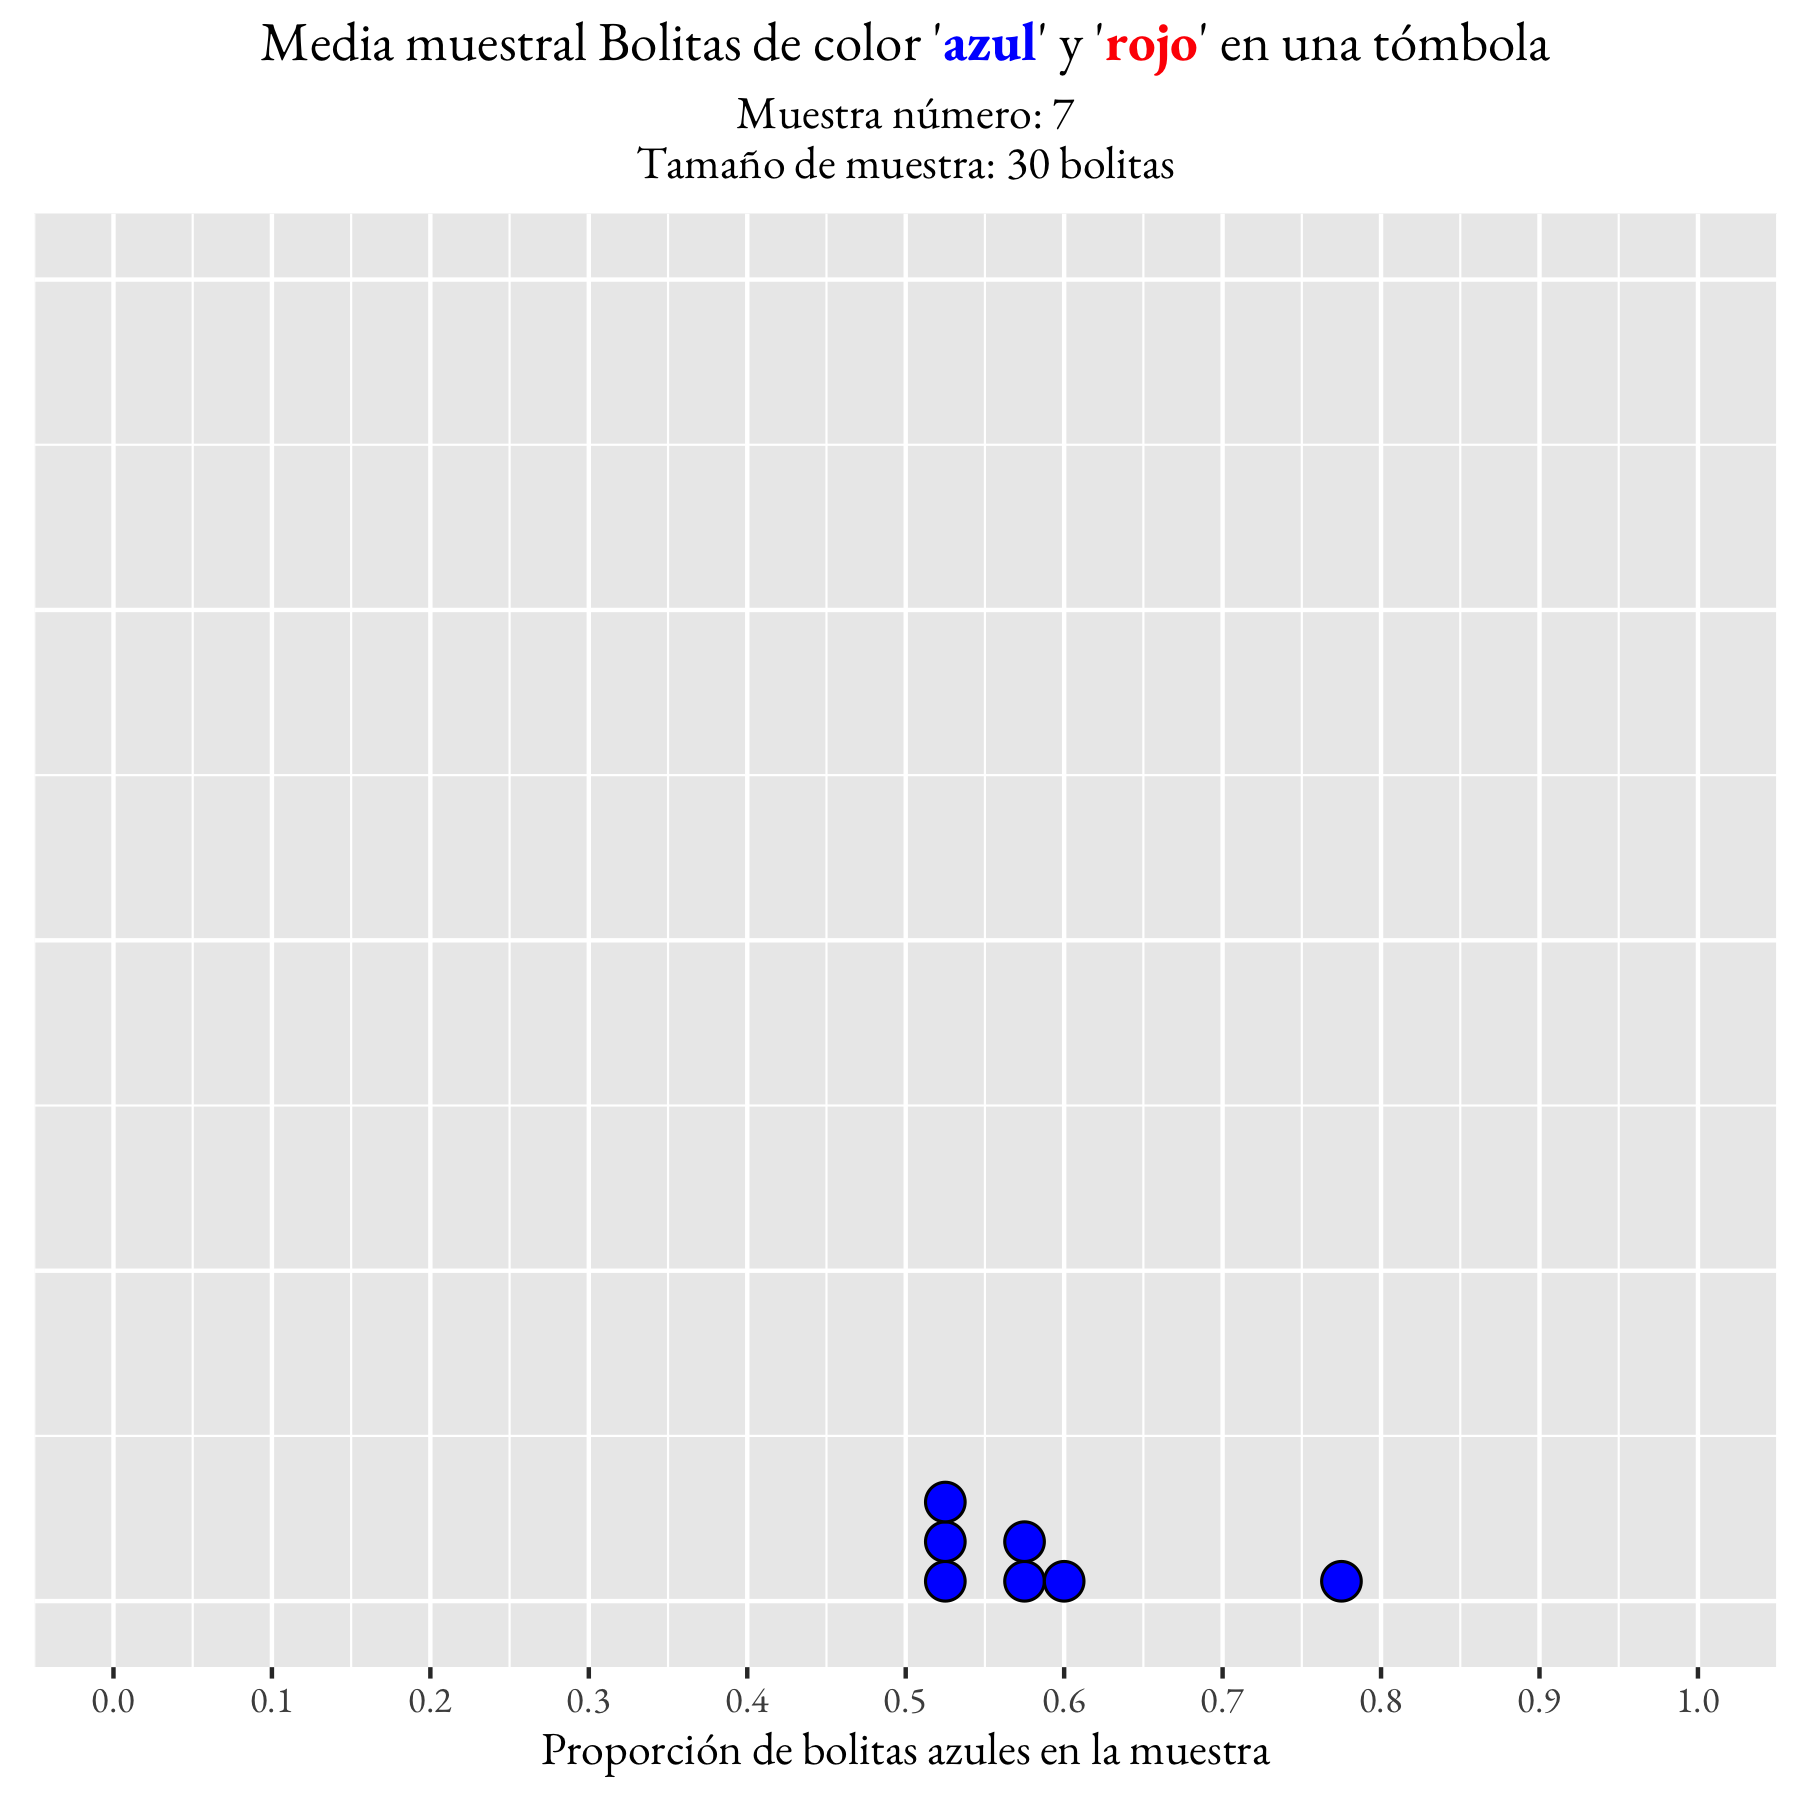 Media muestral Bolitas de color 'azul' y 'rojo' en una tómbola
Muestra número: 7
Tamaño de muestra: 30 bolitas
0.0 0.1 0.2 0.3 0.4 0.5 0.6 0.7 0.8 0.9 1.0
Proporción de bolitas azules en la muestra